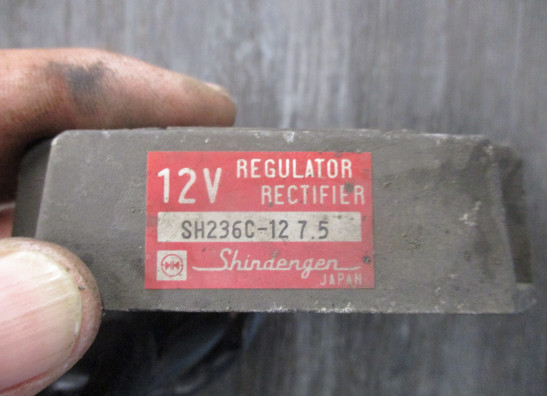 12V REGULATOR
RECTIFIER
SH236C-12 7.5
Shindengen
JAPAN